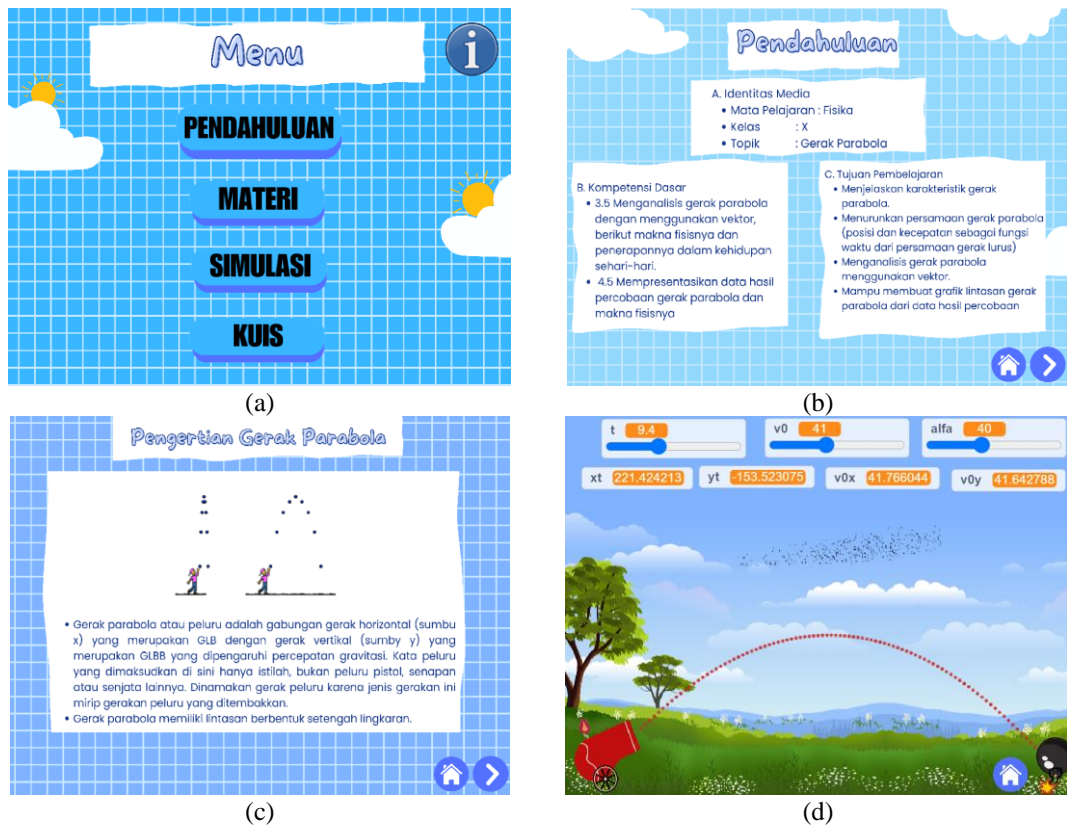 Menu
i
PENDAHULUAN
MATERI
SIMULASI
KUIS
(a)
Pendahuluan
A. Identitas Media
• Mata Pelajaran : Fisika
• Kelas : X
• Topik : Gerak Parabola
B. Kompetensi Dasar
• 3.5 Menganalisis gerak parabola
dengan menggunakan vektor,
berikut makna fisisnya dan
penerapannya dalam kehidupan
sehari-hari.
• 4.5 Mempresentasikan data hasil
percobaan gerak parabola dan
makna fisisnya
C. Tujuan Pembelajaran
• Menjelaskan karakteristik gerak
parabola.
• Menurunkan persamaan gerak parabola
(posisi dan kecepatan sebagai fungsi
waktu dari persamaan gerak lurus)
• Menganalisis gerak parabola
menggunakan vektor.
• Mampu membuat grafik lintasan gerak
parabola dari data hasil percobaan
(b)
Pengertian Gerak Parabola
• Gerak parabola atau peluru adalah gabungan gerak horizontal (sumbu
x) yang merupakan GLB dengan gerak vertikal (sumby y) yang
merupakan GLBB yang dipengaruhi percepatan gravitasi. Kata peluru
yang dimaksudkan di sini hanya istilah, bukan peluru pistol, senapan
atau senjata lainnya. Dinamakan gerak peluru karena jenis gerakan ini
mirip gerakan peluru yang ditembakkan.
• Gerak parabola memiliki lintasan berbentuk setengah lingkaran.
(c)
t 9.4 v0 41 alfa 40
xt 221.424213 yt -153.523075 v0x 41.766044 v0y 41.642788
(d)